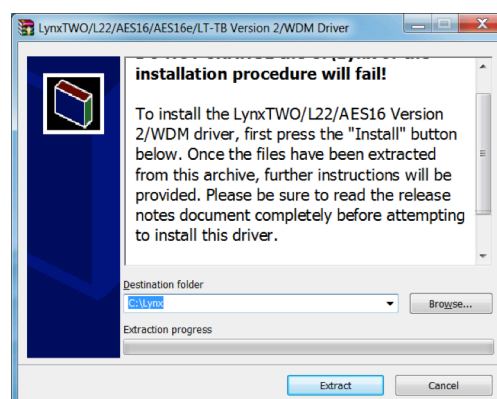 LynxTWO/L22/AES16/AES16e/LT-TB Version 2/WDM Driver
installation procedure will fail!
To install the LynxTWO/L22/AES16 Version
2/WDM driver, first press the "Install" button
below. Once the files have been extracted
from this archive, further instructions will be
provided. Please be sure to read the release
notes document completely before attempting
to install this driver.
Destination folder
C:\Lynx
Browse...
Extraction progress
Extract
Cancel